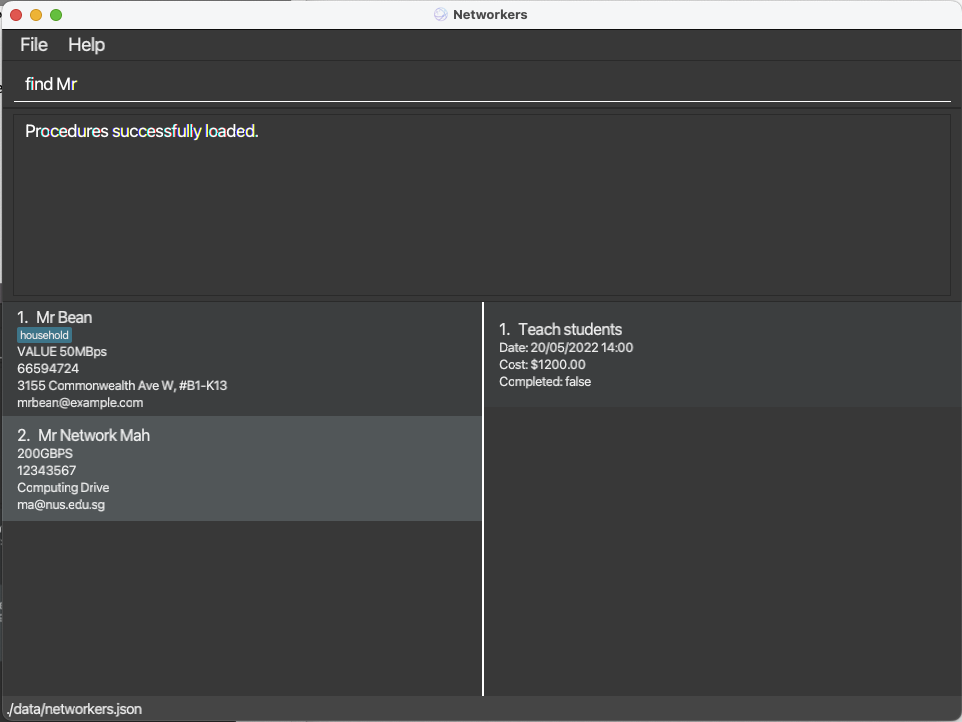 Networkers
File Help
find Mr
Procedures successfully loaded.
1. Mr Bean
household
VALUE 50MBps
66594724
3155 Commonwealth Ave W, #B1-K13
mrbean@example.com
2. Mr Network Mah
200GBPS
12343567
Computing Drive
ma@nus.edu.sg
1. Teach students
Date: 20/05/2022 14:00
Cost: $1200.00
Completed: false
./data/networkers.json